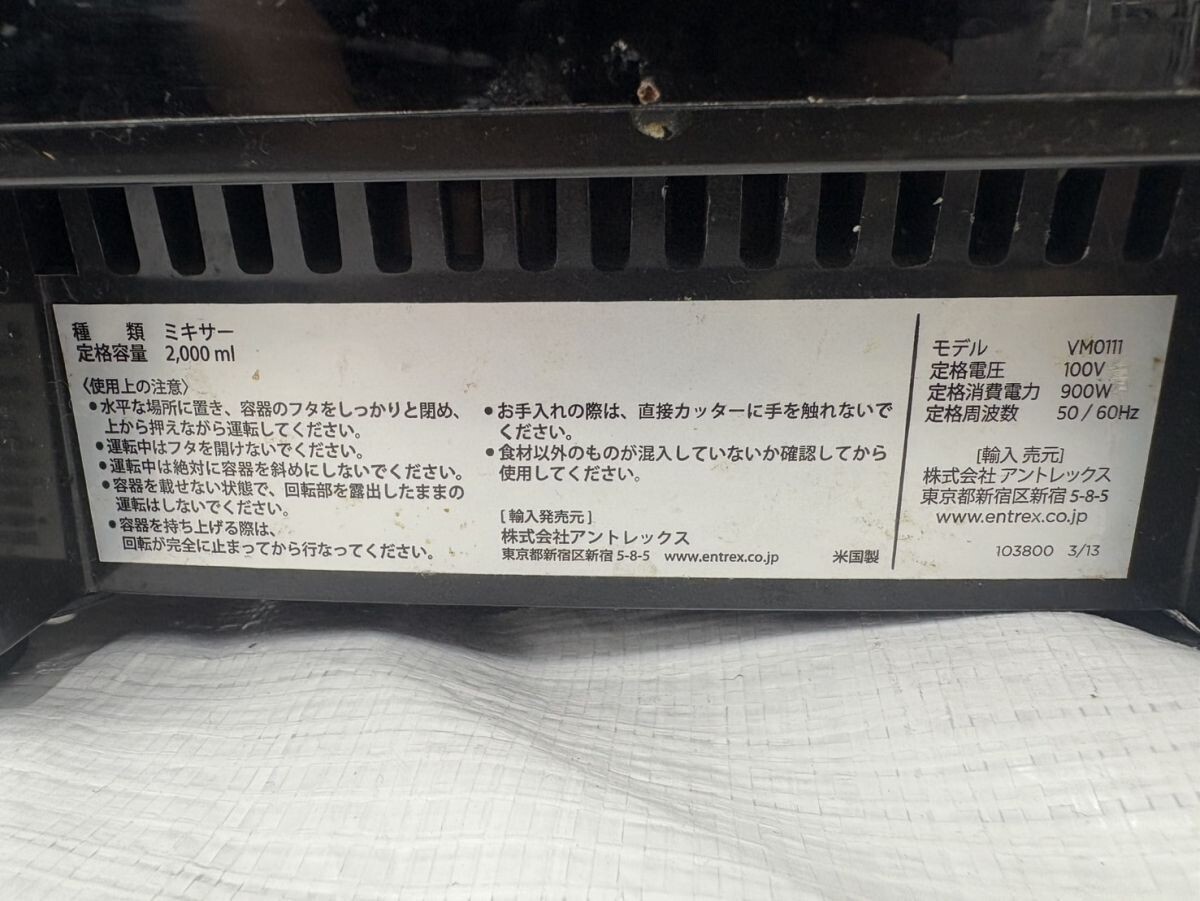 種　類　ミキサー
定格容量　2,000 ml
〈使用上の注意〉
●水平な場所に置き、容器のフタをしっかりと閉め、
上から押えながら運転してください。
●運転中はフタを開けないでください。
●運転中は絶対に容器を斜めにしないでください。
●容器を載せない状態で、回転部を露出したままの
運転はしないでください。
●容器を持ち上げる際は、
回転が完全に止まってから行なってください。
●お手入れの際は、直接カッターに手を触れないで
ください。
●食材以外のものが混入していないか確認してから
使用してください。
[輸入発売元]
株式会社アントレックス
東京都新宿区新宿 5-8-5　www.entrex.co.jp　米国製
モデル　VM0111
定格電圧　100V
定格消費電力　900W
定格周波数　50 / 60Hz
[輸入 売元]
株式会社 アントレックス
東京都新宿区新宿 5-8-5
www.entrex.co.jp
103800　3/13